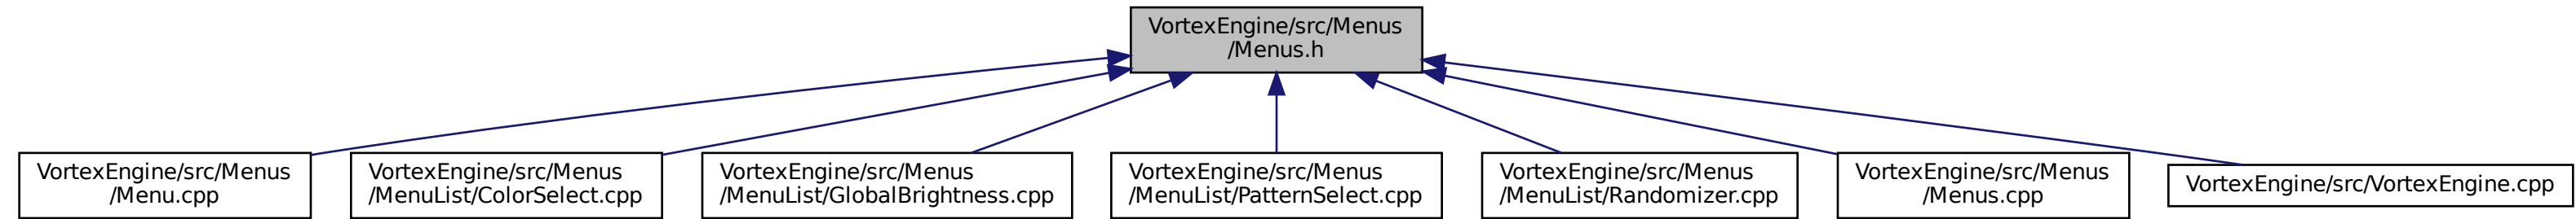 VortexEngine/src/Menus
/Menus.h
VortexEngine/src/Menus
/Menu.cpp
VortexEngine/src/Menus
/MenuList/ColorSelect.cpp
VortexEngine/src/Menus
/MenuList/GlobalBrightness.cpp
VortexEngine/src/Menus
/MenuList/PatternSelect.cpp
VortexEngine/src/Menus
/MenuList/Randomizer.cpp
VortexEngine/src/Menus
/Menus.cpp
VortexEngine/src/VortexEngine.cpp